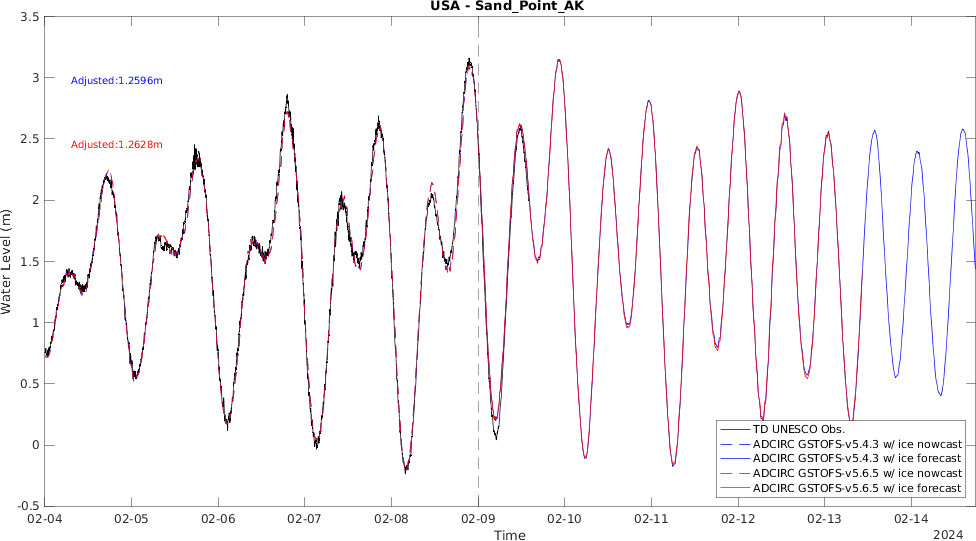 USA - Sand_Point_AK
3.5
3
2.5
2
1.5
1
0.5
0
-0.5
Water Level (m)
Adjusted:1.2596m
Adjusted:1.2628m
TD UNESCO Obs.
ADCIRC GSTOFS-v5.4.3 w/ ice nowcast
ADCIRC GSTOFS-v5.4.3 w/ ice forecast
ADCIRC GSTOFS-v5.6.5 w/ ice nowcast
ADCIRC GSTOFS-v5.6.5 w/ ice forecast
02-04 02-05 02-06 02-07 02-08 02-09 02-10 02-11 02-12 02-13 02-14
Time
2024